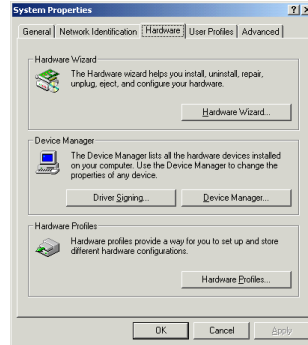 System Properties
General Network Identification Hardware User Profiles Advanced
Hardware Wizard
The Hardware wizard helps you install, uninstall, repair,
unplug, eject, and configure your hardware.
Hardware Wizard...
Device Manager
The Device Manager lists all the hardware devices installed
on your computer. Use the Device Manager to change the
properties of any device.
Driver Signing... Device Manager...
Hardware Profiles
Hardware profiles provide a way for you to set up and store
different hardware configurations.
Hardware Profiles...
OK Cancel Apply